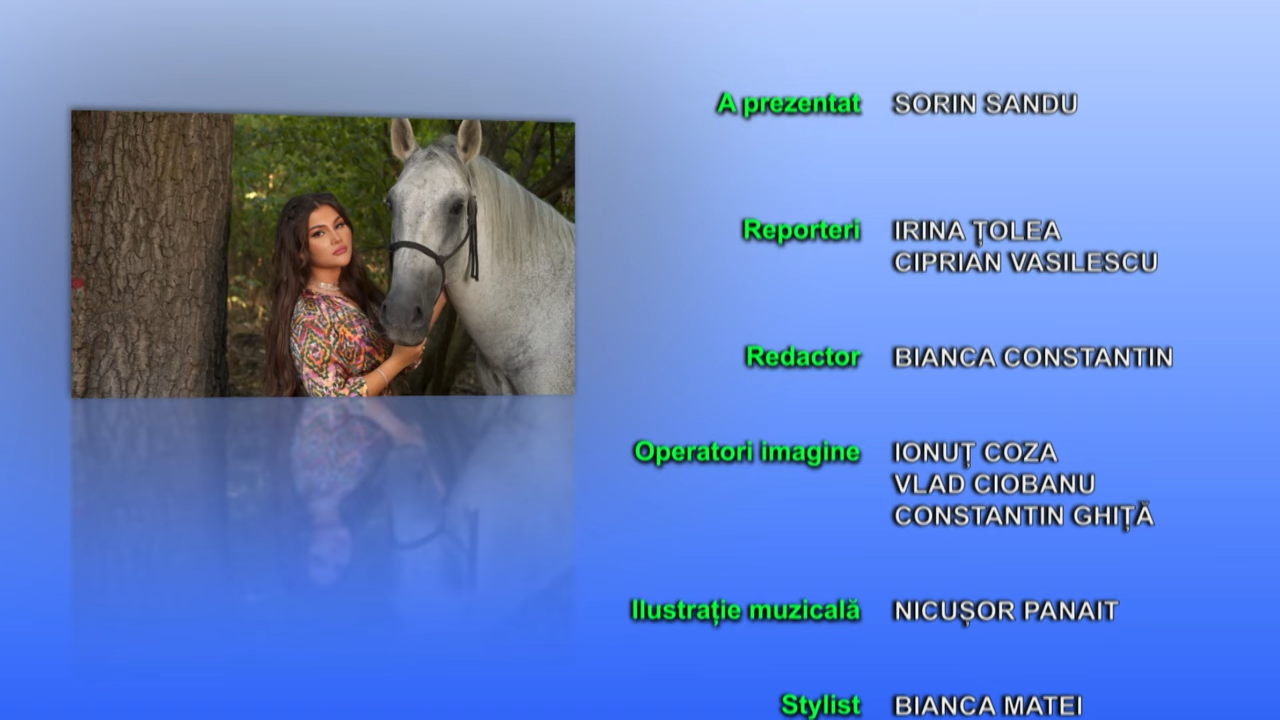 A prezentat SORIN SANDU
Reporteri IRINA ȚOLEA
CIPRIAN VASILESCU
Redactor BIANCA CONSTANTIN
Operatori imagine IONUȚ COZA
VLAD CIOBANU
CONSTANTIN GHIȚĂ
Ilustrație muzicală NICUȘOR PANAIT
Stylist BIANCA MATEI